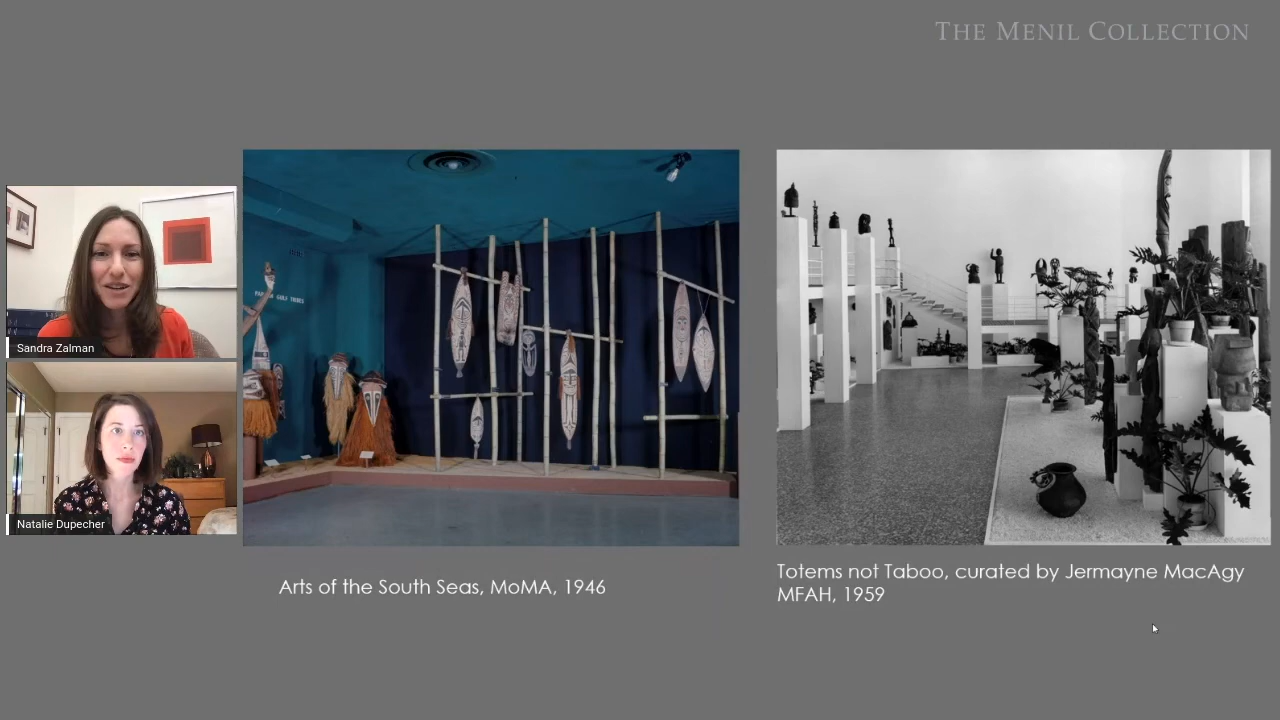 THE MENIL COLLECTION
Sandra Zalman
Natalie Dupecher
Arts of the South Seas, MoMA, 1946
Totems not Taboo, curated by Jermayne MacAgy
MFAH, 1959